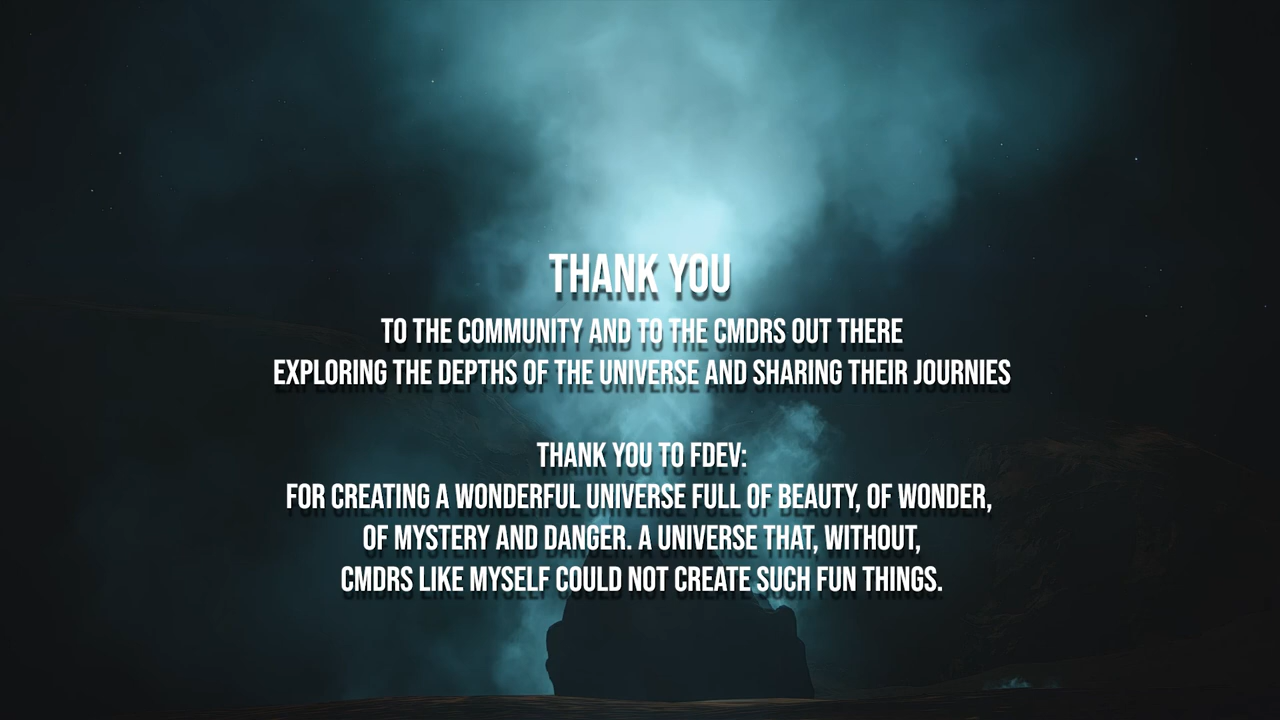 THANK YOU
TO THE COMMUNITY AND TO THE CMDRS OUT THERE
EXPLORING THE DEPTHS OF THE UNIVERSE AND SHARING THEIR JOURNIES
THANK YOU TO FDEV:
FOR CREATING A WONDERFUL UNIVERSE FULL OF BEAUTY, OF WONDER,
OF MYSTERY AND DANGER. A UNIVERSE THAT, WITHOUT,
CMDRS LIKE MYSELF COULD NOT CREATE SUCH FUN THINGS.